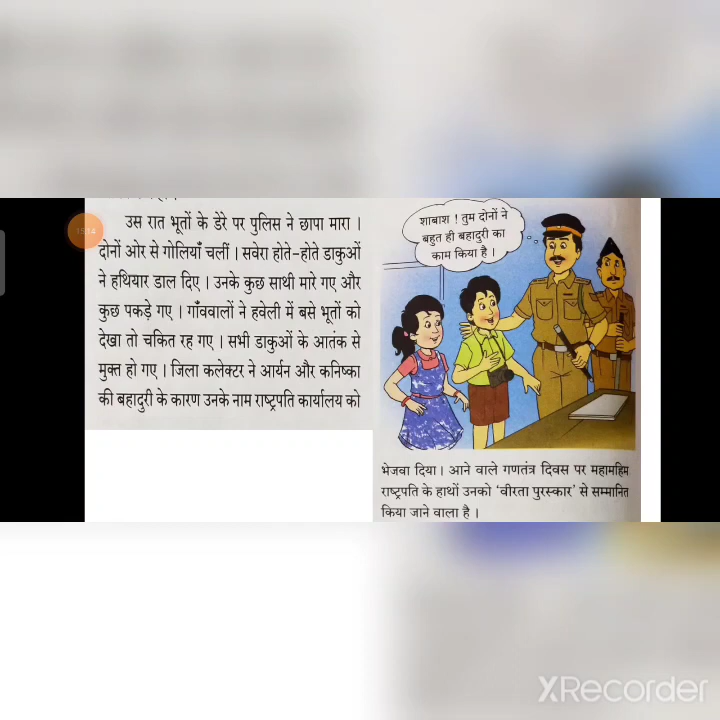 उस रात भूतों के डेरे पर पुलिस ने छापा मारा ।
दोनों ओर से गोलियाँ चलीं । सवेरा होते-होते डाकुओं
ने हथियार डाल दिए । उनके कुछ साथी मारे गए और
कुछ पकड़े गए । गाँववालों ने हवेली में बसे भूतों को
देखा तो चकित रह गए । सभी डाकुओं के आतंक से
मुक्त हो गए । जिला कलेक्टर ने आर्यन और कनिष्का
की बहादुरी के कारण उनके नाम राष्ट्रपति कार्यालय को
शाबाश ! तुम दोनों ने
बहुत ही बहादुरी का
काम किया है ।
भेजवा दिया । आने वाले गणतंत्र दिवस पर महामहिम
राष्ट्रपति के हाथों उनको 'वीरता पुरस्कार' से सम्मानित
किया जाने वाला है ।
XRecorder